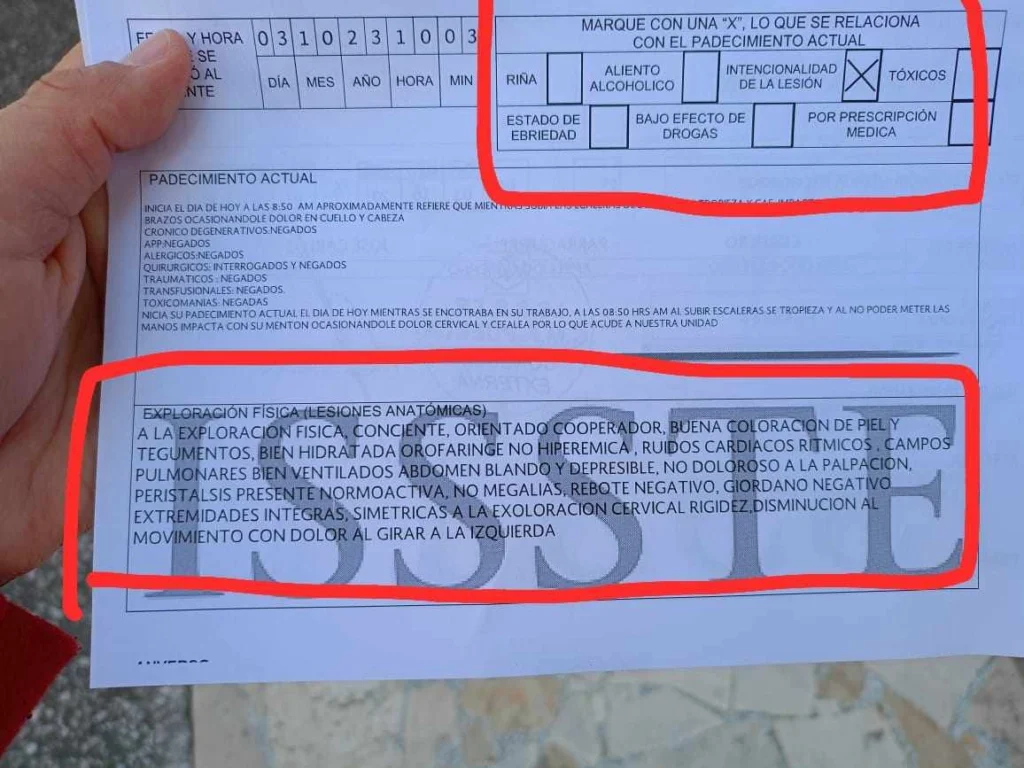 FE Y HORA
SE
Ó AL
NTE
0 3 1 0 2 3 1 0 0 3
DÍA MES AÑO HORA MIN
MARQUE CON UNA "X", LO QUE SE RELACIONA
CON EL PADECIMIENTO ACTUAL
RIÑA
ALIENTO
ALCOHOLICO
INTENCIONALIDAD
DE LA LESIÓN
X
TÓXICOS
ESTADO DE
EBRIEDAD
BAJO EFECTO DE
DROGAS
POR PRESCRIPCIÓN
MEDICA
PADECIMIENTO ACTUAL
INICIA EL DIA DE HOY A LAS 8:50 AM APROXIMADAMENTE REFIERE QUE MIENTRAS SUBIA LAS
BRAZOS OCASIONANDOLE DOLOR EN CUELLO Y CABEZA
CRONICO DEGENERATIVOS:NEGADOS
APP:NEGADOS
ALERGICOS:NEGADOS
QUIRURGICOS: INTERROGADOS Y NEGADOS
TRAUMATICOS : NEGADOS
TRANSFUSIONALES: NEGADOS.
TOXICOMANIAS: NEGADAS
INICIA SU PADECIMIENTO ACTUAL EL DIA DE HOY MIENTRAS SE ENCOTRABA EN SU TRABAJO, A LAS 08:50 HRS AM AL SUBIR ESCALERAS SE TROPIEZA Y AL NO PODER METER LAS
MANOS IMPACTA CON SU MENTON OCASIONANDOLE DOLOR CERVICAL Y CEFALEA POR LO QUE ACUDE A NUESTRA UNIDAD
EXPLORACIÓN FÍSICA (LESIONES ANATÓMICAS)
A LA EXPLORACION FISICA, CONCIENTE, ORIENTADO COOPERADOR, BUENA COLORACION DE PIEL Y
TEGUMENTOS, BIEN HIDRATADA OROFARINGE NO HIPEREMICA , RUIDOS CARDIACOS RITMICOS , CAMPOS
PULMONARES BIEN VENTILADOS ABDOMEN BLANDO Y DEPRESIBLE, NO DOLOROSO A LA PALPACION,
PERISTALSIS PRESENTE NORMOACTIVA, NO MEGALIAS, REBOTE NEGATIVO, GIORDANO NEGATIVO
EXTREMIDADES INTEGRAS, SIMETRICAS A LA EXOLORACION CERVICAL RIGIDEZ,DISMINUCION AL
MOVIMIENTO CON DOLOR AL GIRAR A LA IZQUIERDA
ISSSTE